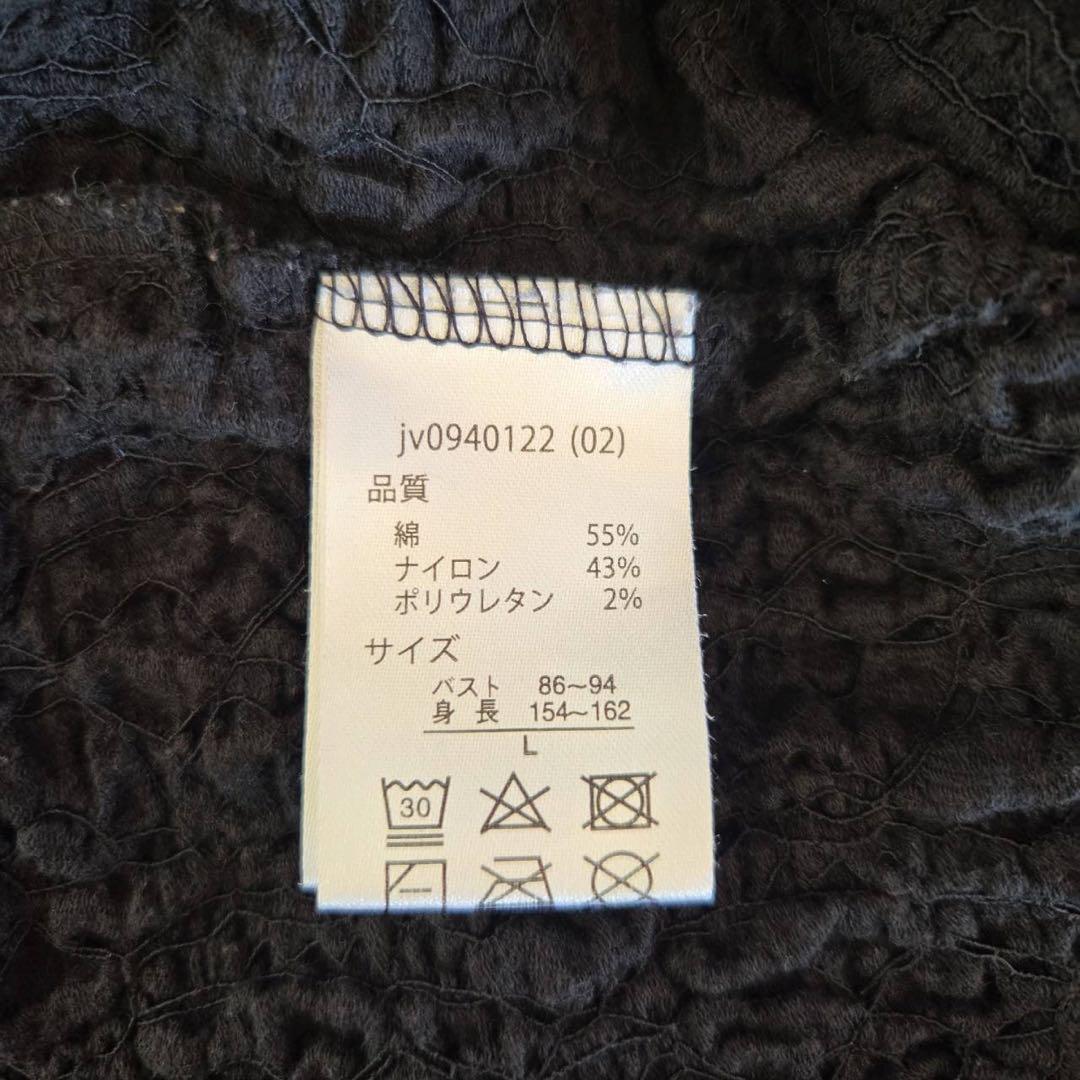 jv0940122 (02)
品質
綿 55%
ナイロン 43%
ポリウレタン 2%
サイズ
バスト 86～94
身長 154～162
L
30